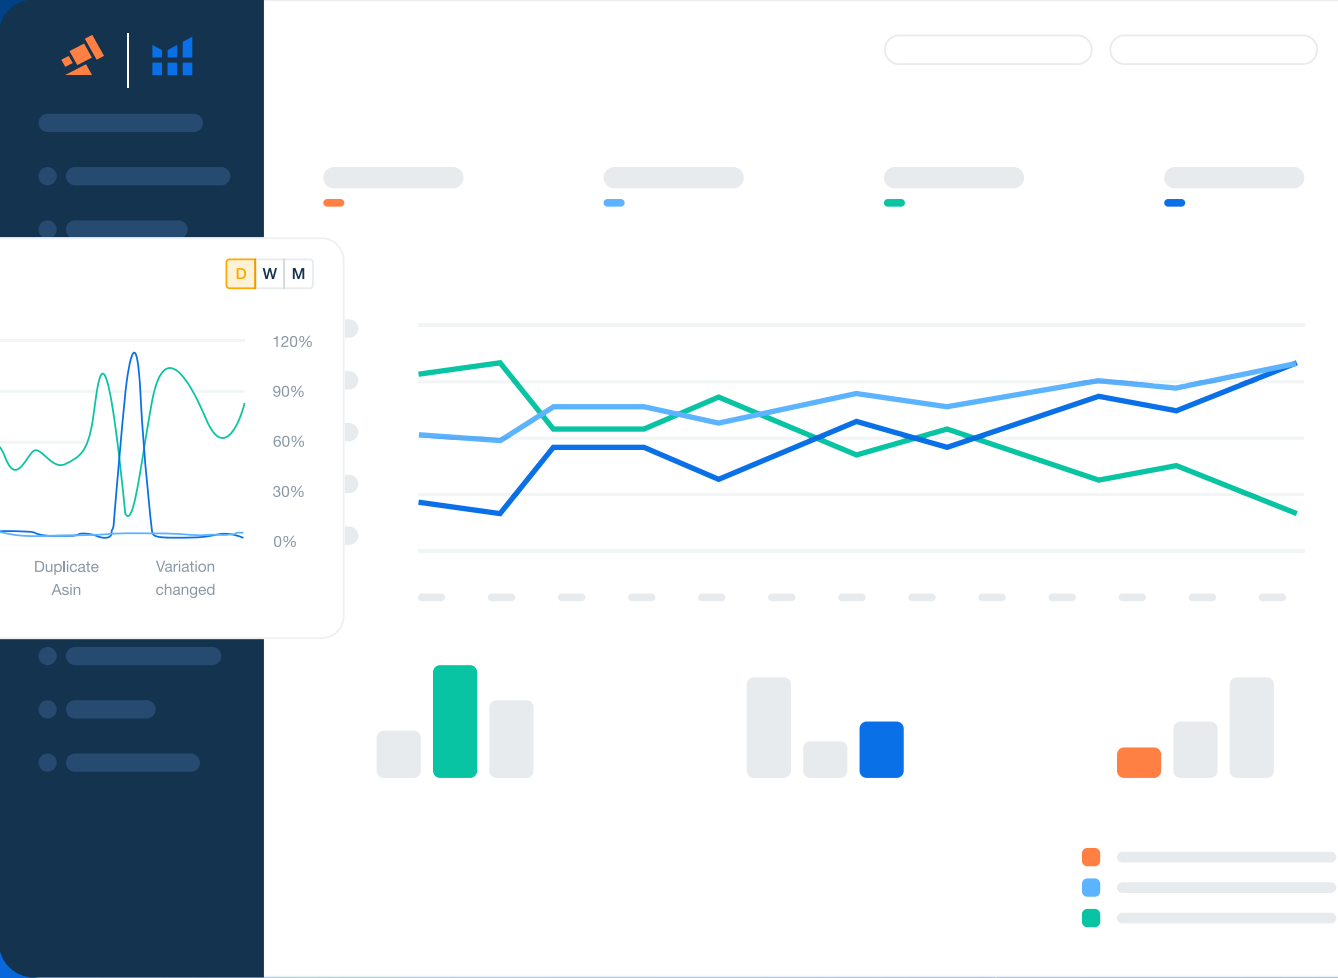 D W M
120%
90%
60%
30%
0%
Duplicate
Asin
Variation
changed